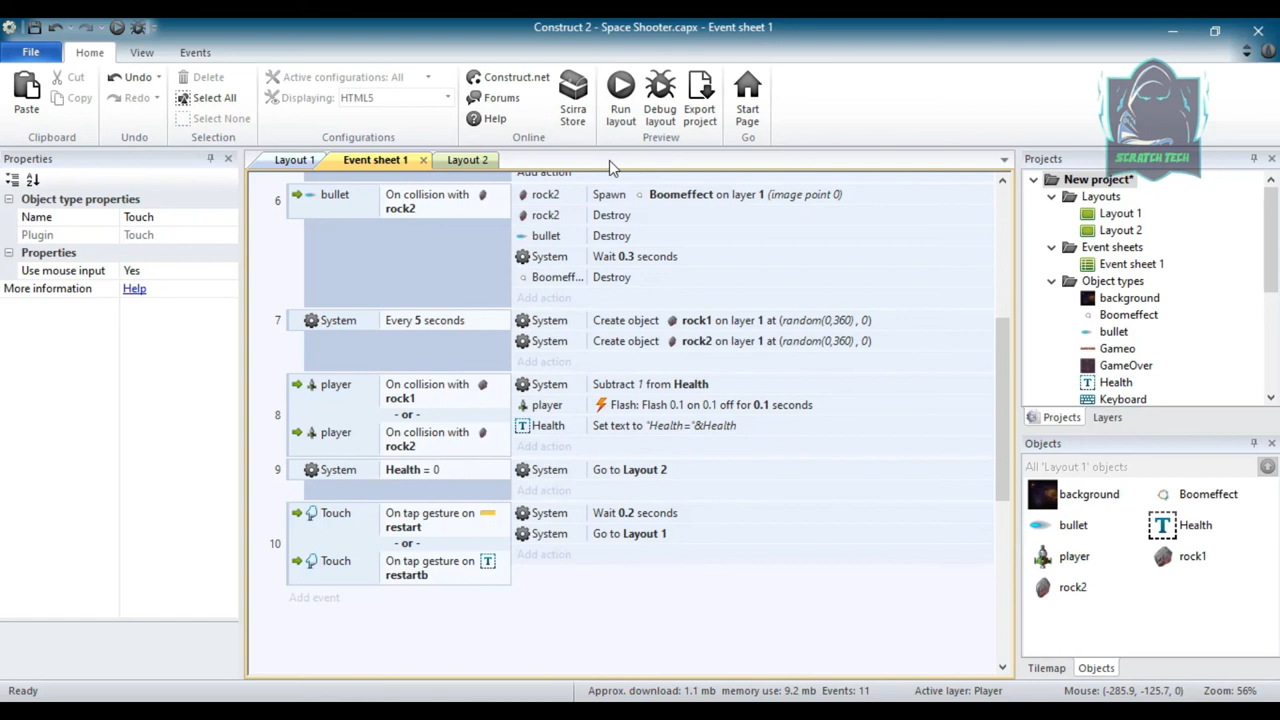 Construct 2 - Space Shooter.capx - Event sheet 1
File Home View Events
Paste Cut Copy Undo Redo Delete Select All Select None
Active configurations: All
Displaying: HTML5
Construct.net Forums Help Scirra Store
Run layout Debug layout Export project Start Page
Clipboard Undo Selection Configurations Online Preview Go
SCRATCH TECH
Properties
Object type properties
Name Touch
Plugin Touch
Properties
Use mouse input Yes
More information Help
Layout 1 Event sheet 1 Layout 2
Add action
6 bullet On collision with rock2
rock2 Spawn Boomeffect on layer 1 (image point 0)
rock2 Destroy
bullet Destroy
System Wait 0.3 seconds
Boomeff... Destroy
Add action
7 System Every 5 seconds
System Create object rock1 on layer 1 at (random(0,360) , 0)
System Create object rock2 on layer 1 at (random(0,360) , 0)
Add action
8 player On collision with rock1
- or -
player On collision with rock2
System Subtract 1 from Health
player Flash: Flash 0.1 on 0.1 off for 0.1 seconds
T Health Set text to "Health="&Health
Add action
9 System Health = 0
System Go to Layout 2
Add action
10 Touch On tap gesture on restart
- or -
Touch On tap gesture on T restartb
System Wait 0.2 seconds
System Go to Layout 1
Add action
Add event
Projects
New project*
Layouts
Layout 1
Layout 2
Event sheets
Event sheet 1
Object types
background
Boomeffect
bullet
Gameo
GameOver
T Health
Keyboard
Projects Layers
Objects
All 'Layout 1' objects
background Boomeffect
bullet T Health
player rock1
rock2
Tilemap Objects
Ready
Approx. download: 1.1 mb memory use: 9.2 mb Events: 11
Active layer: Player
Mouse: (-285.9, -125.7, 0)
Zoom: 56%